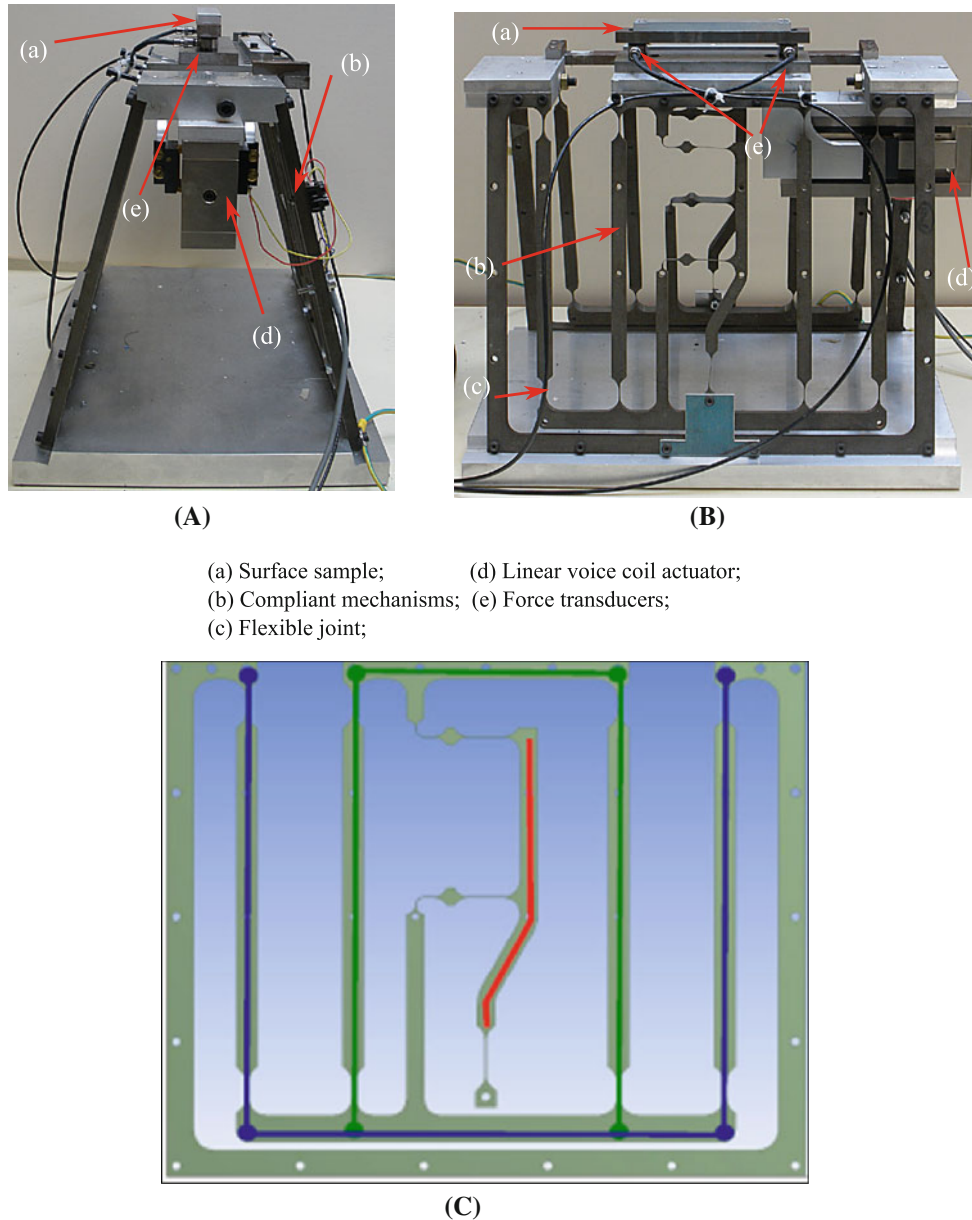 (a)
(b)
(e)
(d)
(A)
(a)
(e)
(b)
(d)
(c)
(B)
(a) Surface sample; (d) Linear voice coil actuator;
(b) Compliant mechanisms; (e) Force transducers;
(c) Flexible joint;
(C)